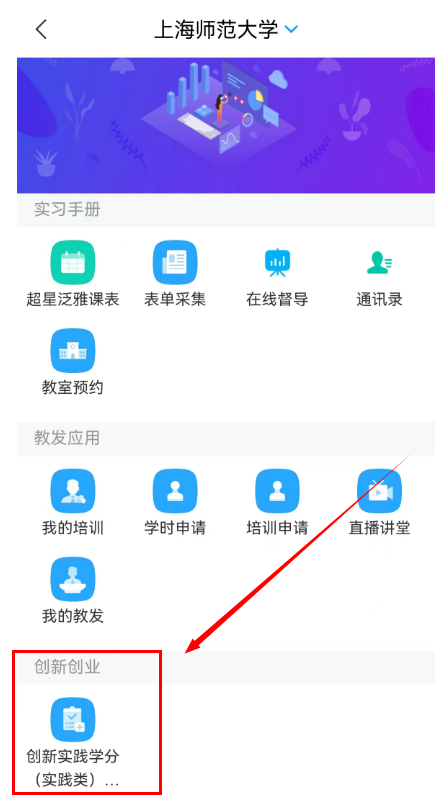 上海师范大学
实习手册
超星泛雅课表 表单采集 在线督导 通讯录
教室预约
教发应用
我的培训 学时申请 培训申请 直播讲堂
我的教发
创新创业
创新实践学分
（实践类）...